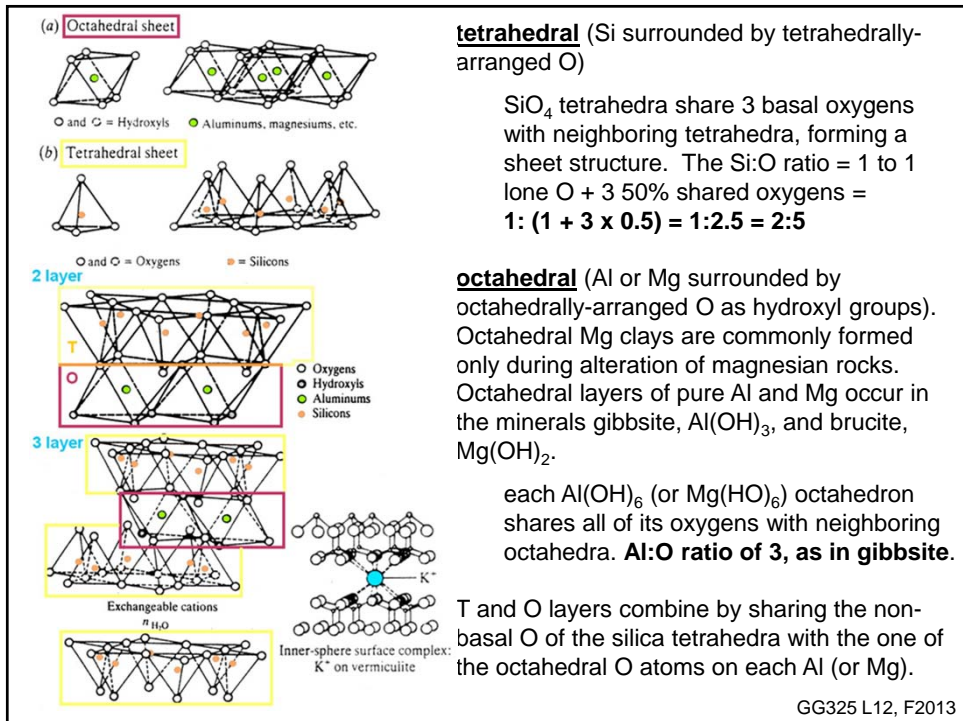 (a) Octahedral sheet
O and O = Hydroxyls Aluminums, magnesiums, etc.
(b) Tetrahedral sheet
O and O = Oxygens = Silicons
2 layer
T
O
Oxygens
Hydroxyls
Aluminums
Silicons
3 layer
Exchangeable cations
n H₂O
K⁺
Inner-sphere surface complex:
K⁺ on vermiculite
tetrahedral (Si surrounded by tetrahedrally-
arranged O)
SiO₄ tetrahedra share 3 basal oxygens
with neighboring tetrahedra, forming a
sheet structure. The Si:O ratio = 1 to 1
lone O + 3 50% shared oxygens =
1: (1 + 3 x 0.5) = 1:2.5 = 2:5
octahedral (Al or Mg surrounded by
octahedrally-arranged O as hydroxyl groups).
Octahedral Mg clays are commonly formed
only during alteration of magnesian rocks.
Octahedral layers of pure Al and Mg occur in
the minerals gibbsite, Al(OH)₃, and brucite,
Mg(OH)₂.
each Al(OH)₆ (or Mg(HO)₆) octahedron
shares all of its oxygens with neighboring
octahedra. Al:O ratio of 3, as in gibbsite.
T and O layers combine by sharing the non-
basal O of the silica tetrahedra with the one of
the octahedral O atoms on each Al (or Mg).
GG325 L12, F2013